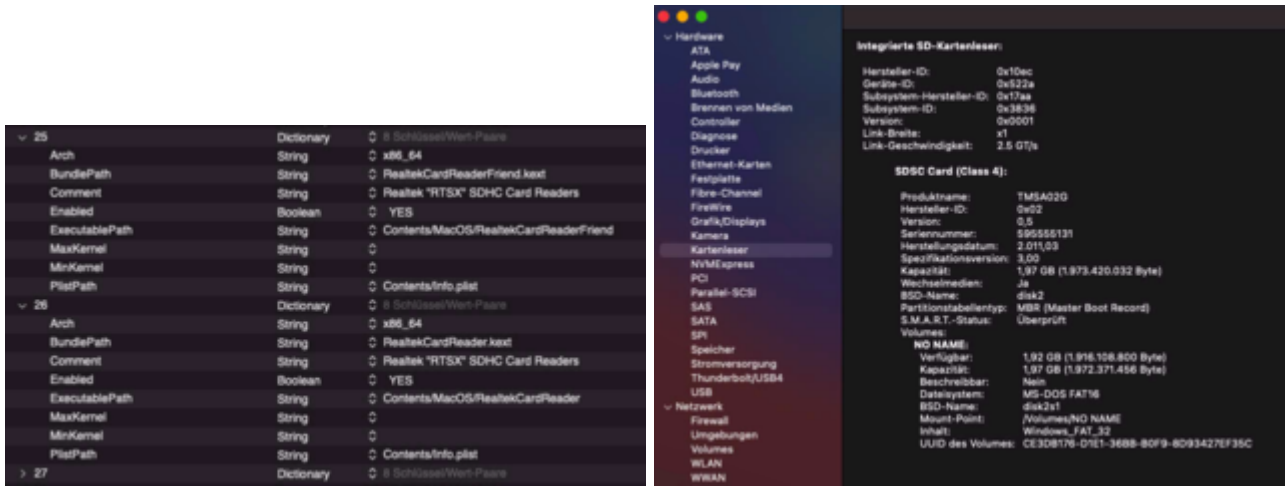 25 Dictionary 8 Schlüssel/Wert-Paare
Arch String x86_64
BundlePath String RealtekCardReaderFriend.kext
Comment String Realtek "RTSX" SDHC Card Readers
Enabled Boolean YES
ExecutablePath String Contents/MacOS/RealtekCardReaderFriend
MaxKernel String
MinKernel String
PlistPath String Contents/Info.plist
26 Dictionary 8 Schlüssel/Wert-Paare
Arch String x86_64
BundlePath String RealtekCardReader.kext
Comment String Realtek "RTSX" SDHC Card Readers
Enabled Boolean YES
ExecutablePath String Contents/MacOS/RealtekCardReader
MaxKernel String
MinKernel String
PlistPath String Contents/Info.plist
27 Dictionary 8 Schlüssel/Wert-Paare
Hardware
ATA
Apple Pay
Audio
Bluetooth
Brennen von Medien
Controller
Diagnose
Drucker
Ethernet-Karten
Festplatte
Fibre-Channel
FireWire
Grafik/Displays
Kamera
Kartenleser
NVMExpress
PCI
Parallel-SCSI
SAS
SATA
SPI
Speicher
Stromversorgung
Thunderbolt/USB4
USB
Netzwerk
Firewall
Umgebungen
Volumes
WLAN
WWAN
Integrierte SD-Kartenleser:
Hersteller-ID: 0x10ec
Geräte-ID: 0x522a
Subsystem-Hersteller-ID: 0x17aa
Subsystem-ID: 0x3836
Version: 0x0001
Link-Breite: x1
Link-Geschwindigkeit: 2.5 GT/s
SDSC Card (Class 4):
Produktname: TMSA02G
Hersteller-ID: 0x02
Version: 0,5
Seriennummer: 595555131
Herstellungsdatum: 2.011,03
Spezifikationsversion: 3,00
Kapazität: 1,97 GB (1.973.420.032 Byte)
Wechselmedien: Ja
BSD-Name: disk2
Partitionstabellentyp: MBR (Master Boot Record)
S.M.A.R.T.-Status: Überprüft
Volumes:
NO NAME:
Verfügbar: 1,92 GB (1.916.108.800 Byte)
Kapazität: 1,97 GB (1.972.371.456 Byte)
Beschreibbar: Nein
Dateisystem: MS-DOS FAT16
BSD-Name: disk2s1
Mount-Point: /Volumes/NO NAME
Inhalt: Windows_FAT_32
UUID des Volumes: CE3DB176-D1E1-36BB-B0F9-8D93427EF35C